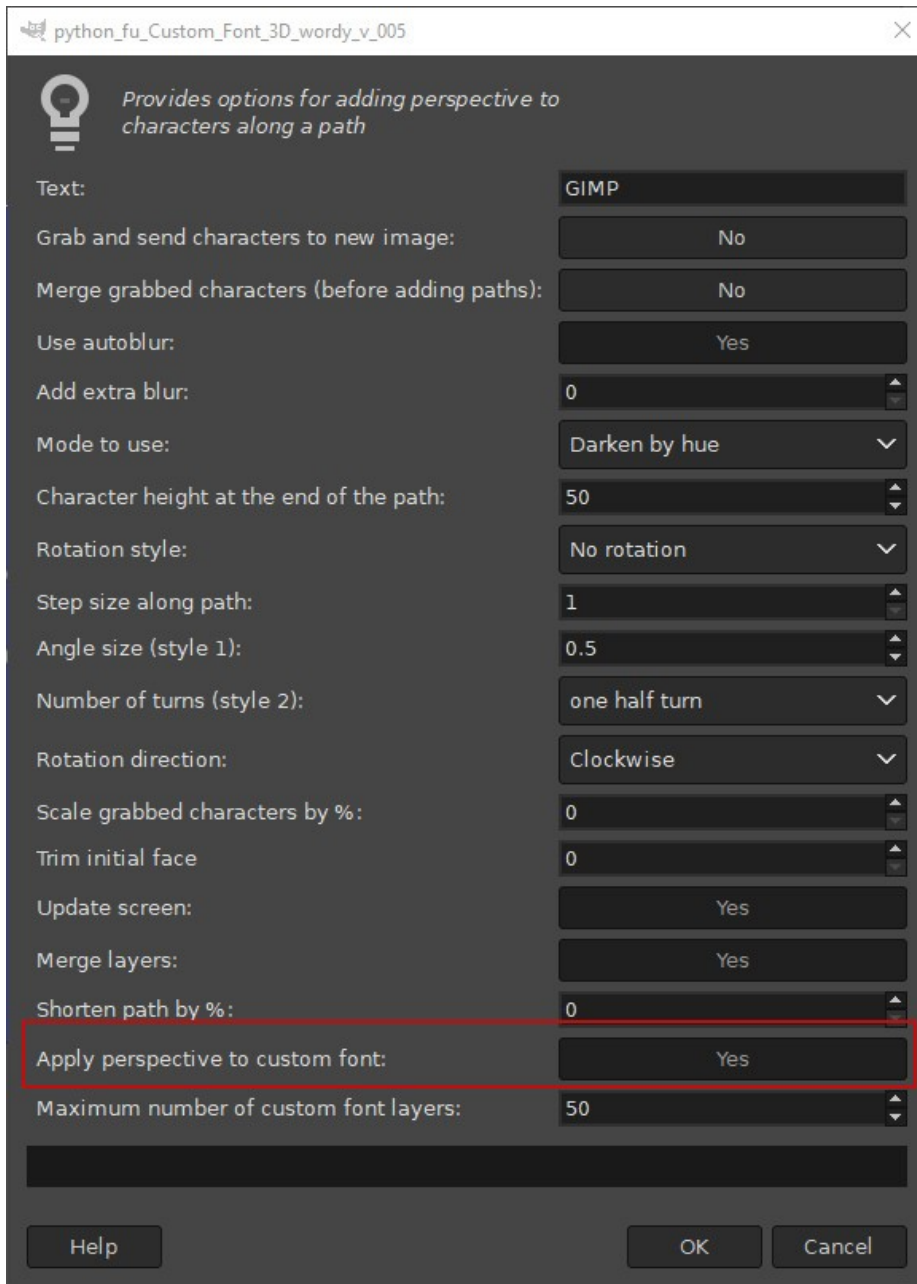 python_fu_Custom_Font_3D_wordy_v_005
Provides options for adding perspective to
characters along a path
Text: GIMP
Grab and send characters to new image: No
Merge grabbed characters (before adding paths): No
Use autoblur: Yes
Add extra blur: 0
Mode to use: Darken by hue
Character height at the end of the path: 50
Rotation style: No rotation
Step size along path: 1
Angle size (style 1): 0.5
Number of turns (style 2): one half turn
Rotation direction: Clockwise
Scale grabbed characters by %: 0
Trim initial face 0
Update screen: Yes
Merge layers: Yes
Shorten path by %: 0
Apply perspective to custom font: Yes
Maximum number of custom font layers: 50
Help OK Cancel